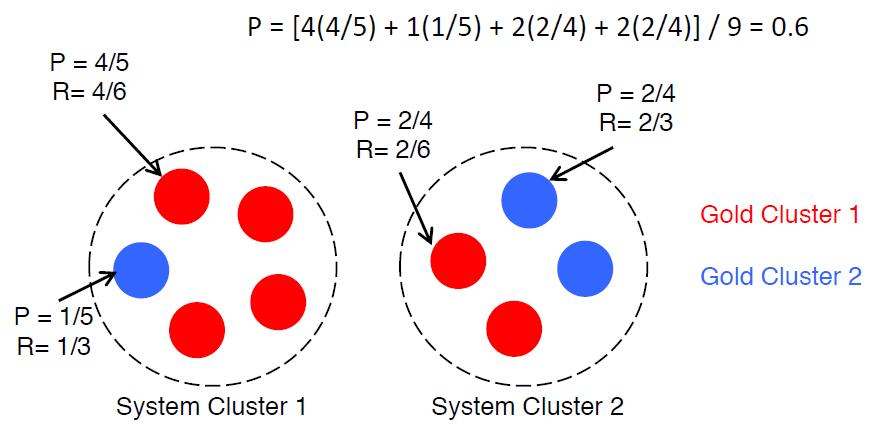 P = [4(4/5) + 1(1/5) + 2(2/4) + 2(2/4)] / 9 = 0.6
P = 4/5
R= 4/6
P = 2/4
R= 2/6
P = 2/4
R= 2/3
Gold Cluster 1
Gold Cluster 2
P = 1/5
R= 1/3
System Cluster 1
System Cluster 2